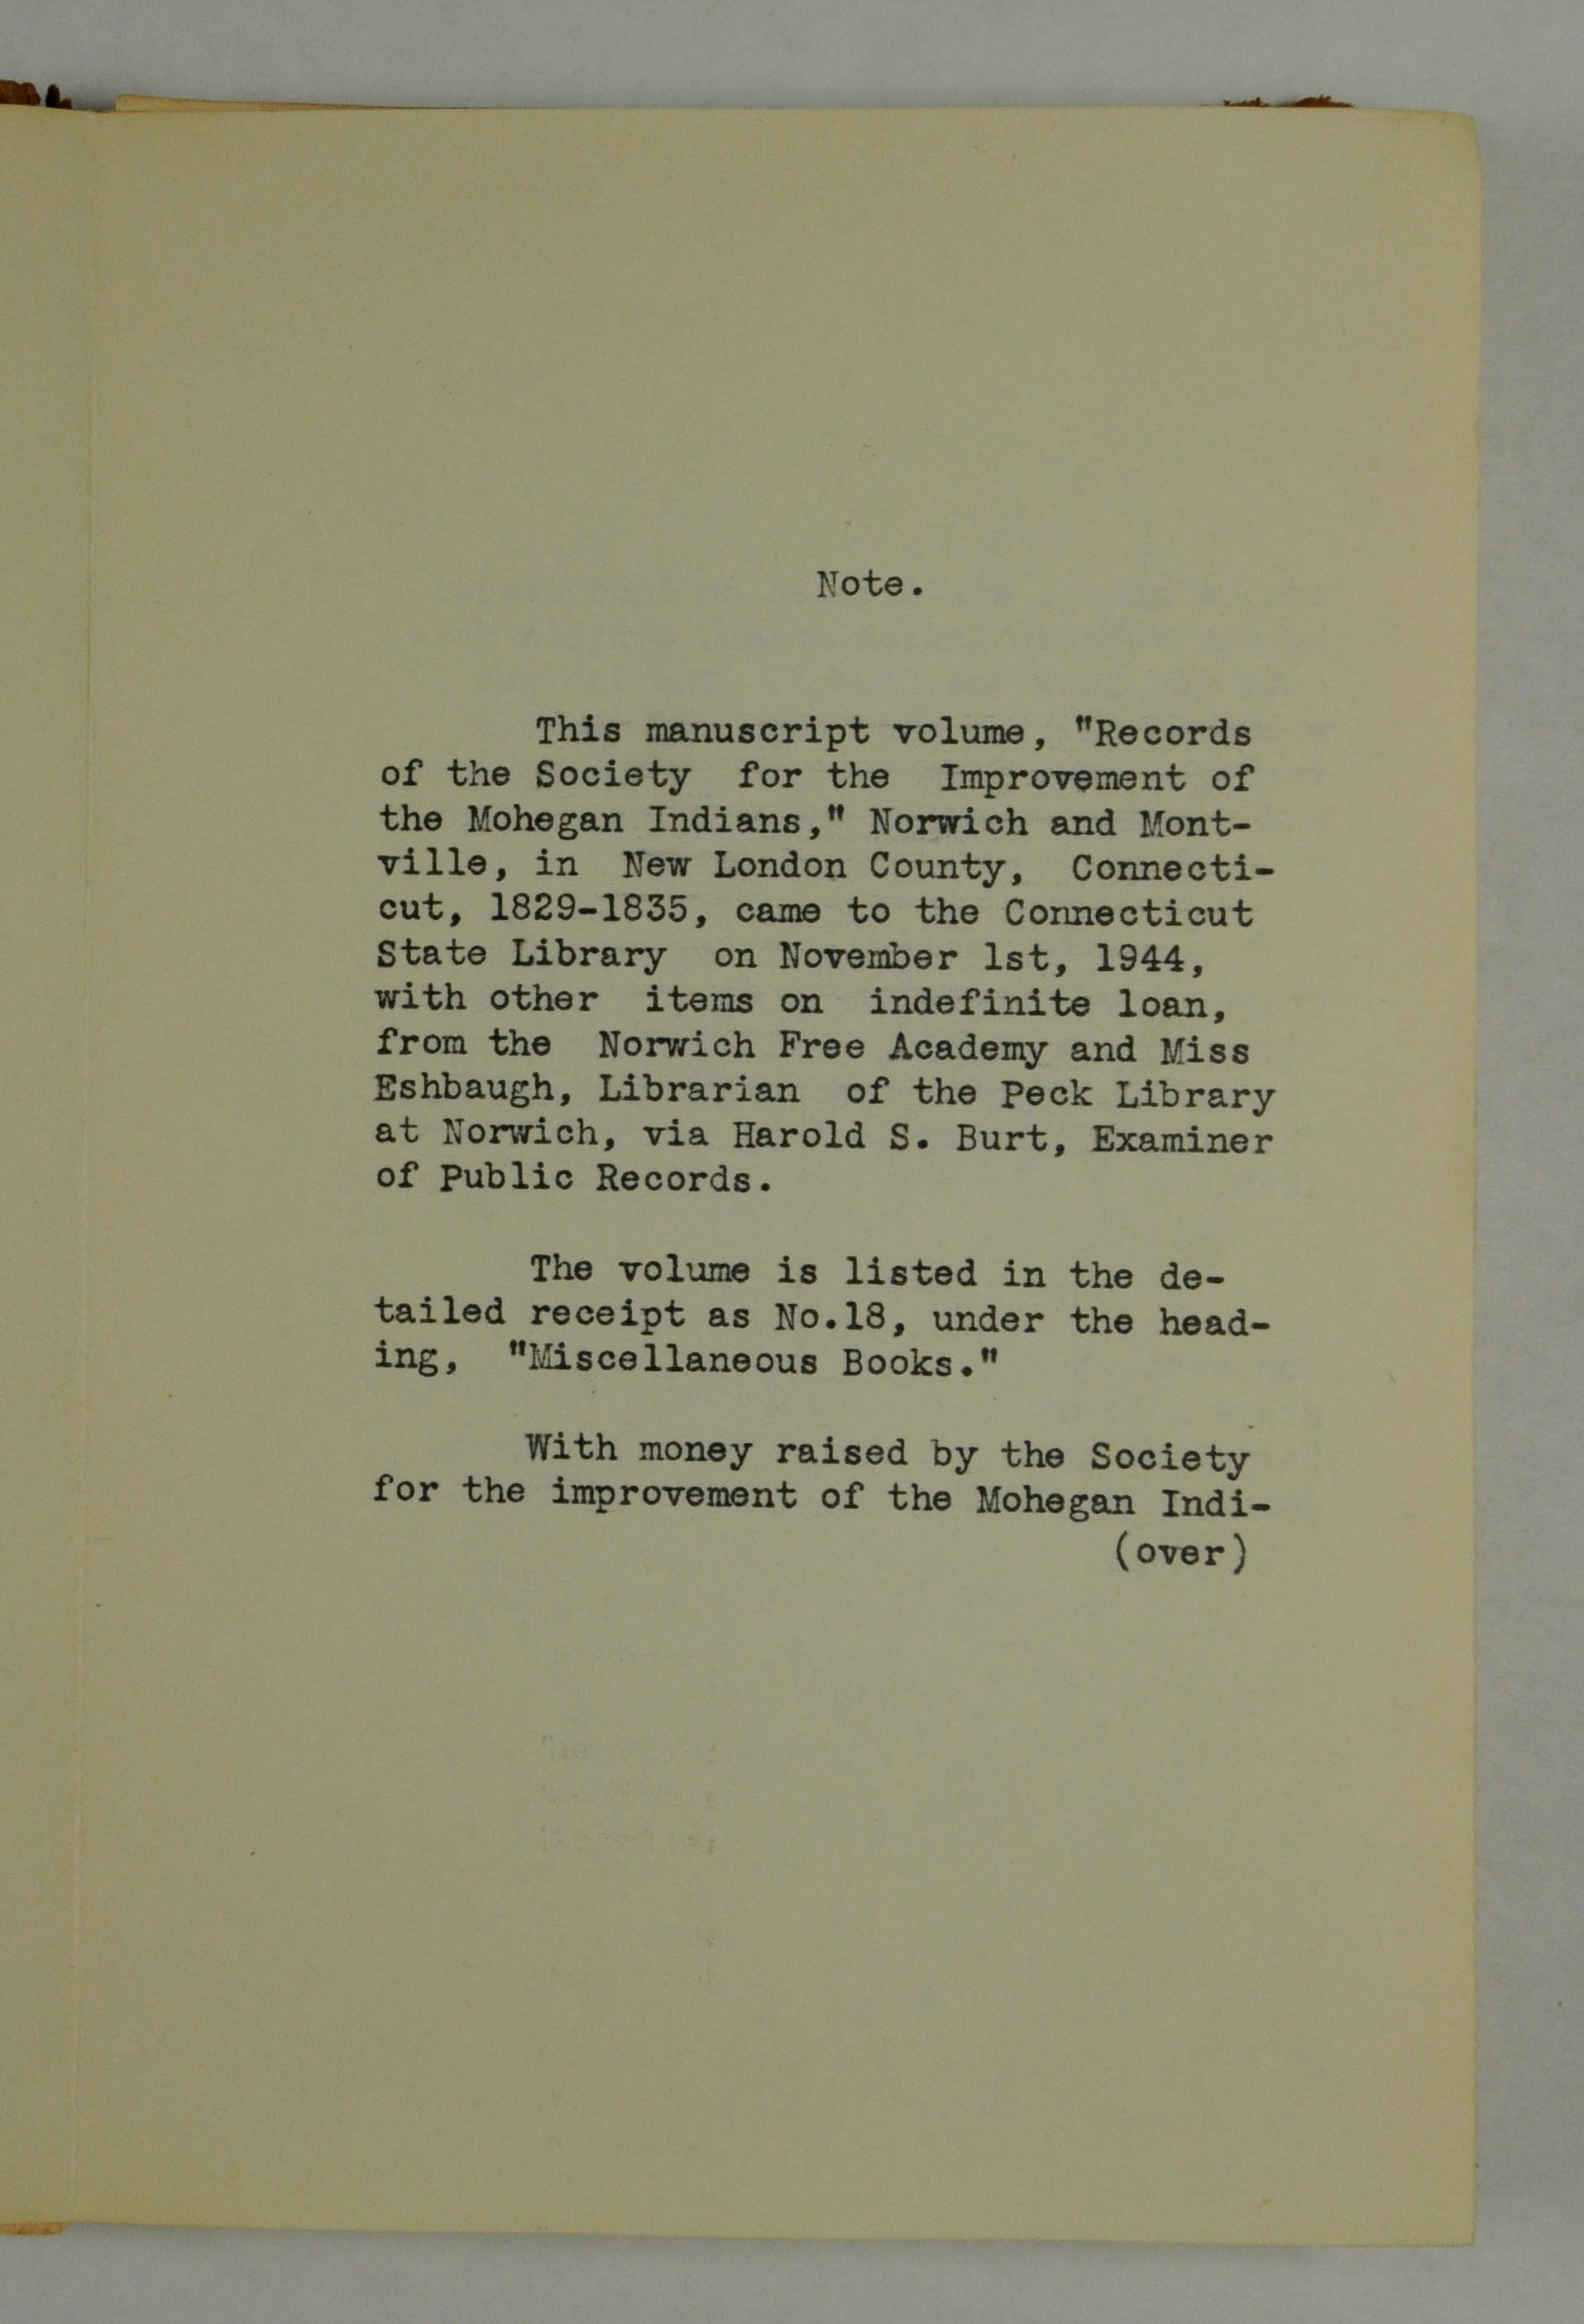 Note.
This manuscript volume, "Records
of the Society for the Improvement of
the Mohegan Indians," Norwich and Mont-
ville, in New London County, Connecti-
cut, 1829-1835, came to the Connecticut
State Library on November 1st, 1944,
with other items on indefinite loan,
from the Norwich Free Academy and Miss
Eshbaugh, Librarian of the Peck Library
at Norwich, via Harold S. Burt, Examiner
of Public Records.
The volume is listed in the de-
tailed receipt as No.18, under the head-
ing, "Miscellaneous Books."
With money raised by the Society
for the improvement of the Mohegan Indi-
(over)